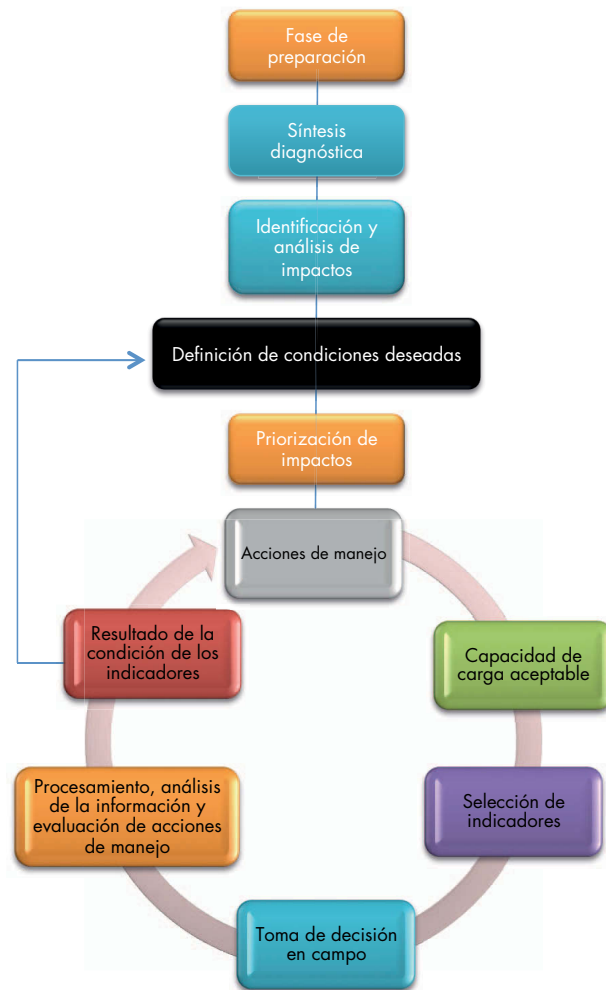 Fase de
preparación
Síntesis
diagnóstica
Identificación y
análisis de
impactos
Definición de condiciones deseadas
Priorización de
impactos
Acciones de manejo
Capacidad de
carga aceptable
Selección de
indicadores
Toma de decisión
en campo
Procesamiento, análisis
de la información y
evaluación de acciones
de manejo
Resultado de la
condición de los
indicadores